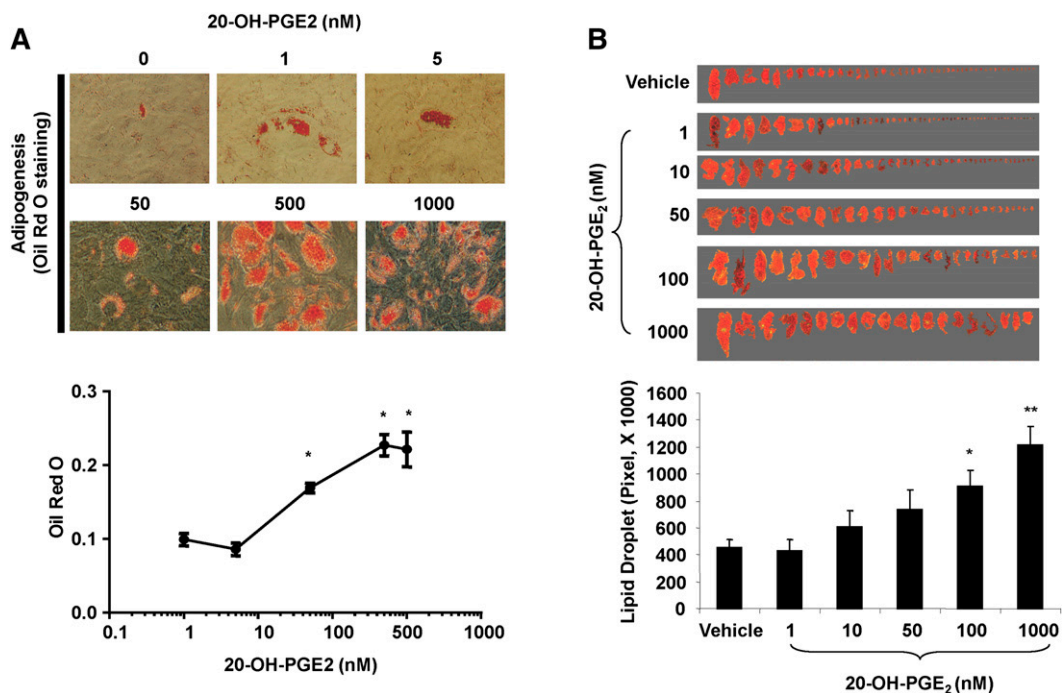 A
20-OH-PGE2 (nM)
0 1 5
50 500 1000
Adipogenesis
(Oil Rd O staining)
0.3
0.2
0.1
0.0
Oil Red O
* * *
0.1 1 10 50 500 1000
20-OH-PGE2 (nM)
B
Vehicle
1
10
50
100
1000
20-OH-PGE₂ (nM)
1600
1400
1200
1000
800
600
400
200
0
Lipid Droplet (Pixel, X 1000)
* **
Vehicle 1 10 50 100 1000
20-OH-PGE₂ (nM)